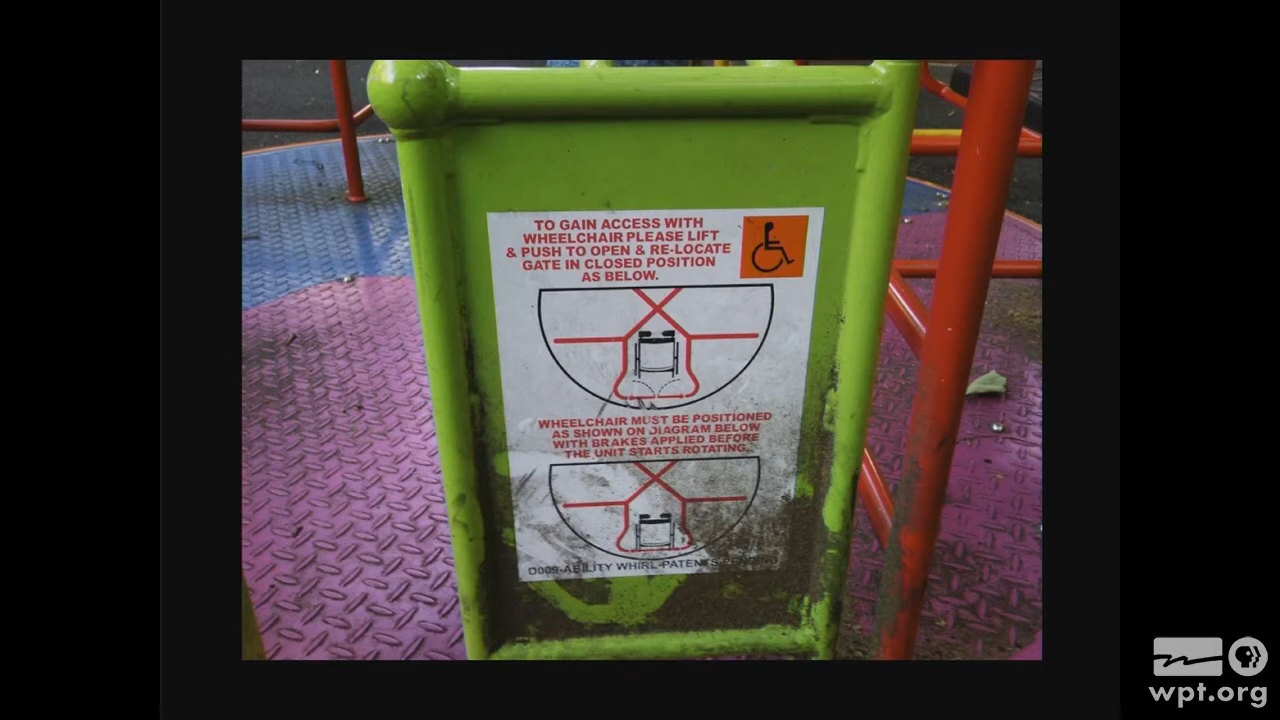 TO GAIN ACCESS WITH
WHEELCHAIR PLEASE LIFT
& PUSH TO OPEN & RE-LOCATE
GATE IN CLOSED POSITION
AS BELOW.
WHEELCHAIR MUST BE POSITIONED
AS SHOWN ON DIAGRAM BELOW
WITH BRAKES APPLIED BEFORE
THE UNIT STARTS ROTATING.
D009-ABILITY WHIRL-PATENTS
wpt.org